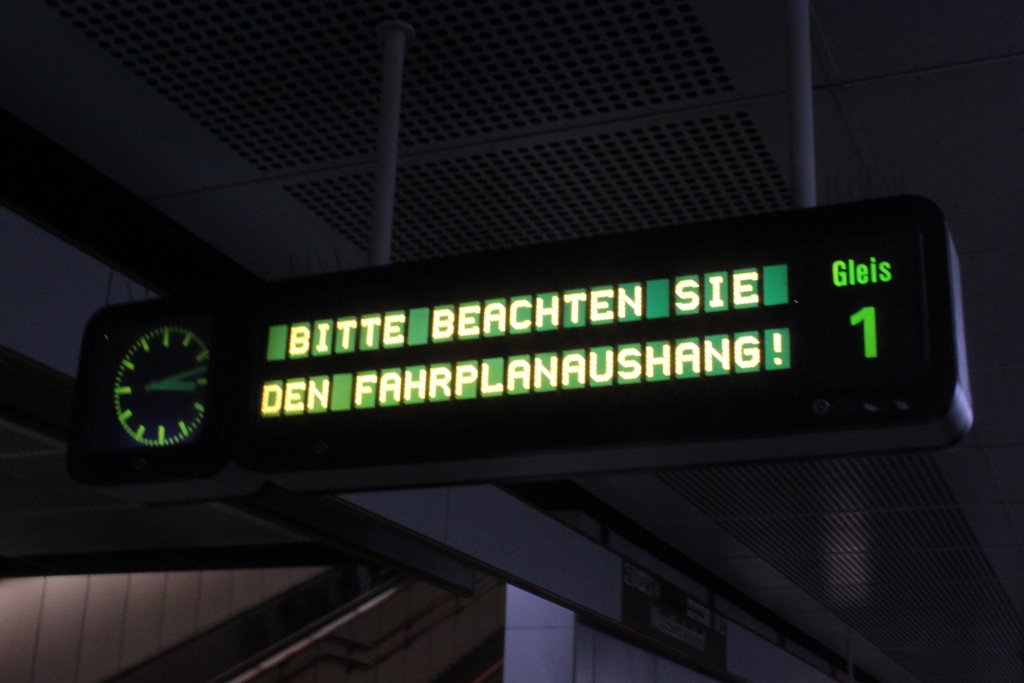 BITTE BEACHTEN SIE
DEN FAHRPLANAUSHANG!
Gleis
1